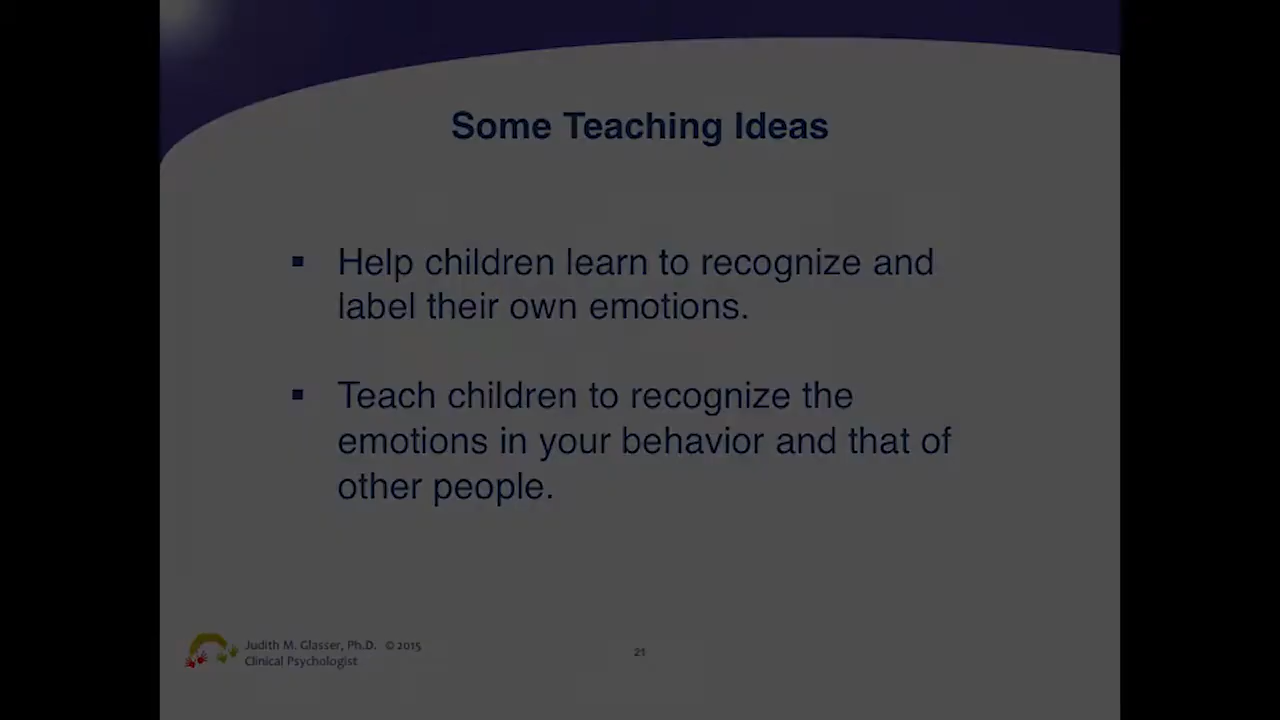 Some Teaching Ideas
▪ Help children learn to recognize and
label their own emotions.
▪ Teach children to recognize the
emotions in your behavior and that of
other people.
Judith M. Glasser, Ph.D. © 2015
Clinical Psychologist
21